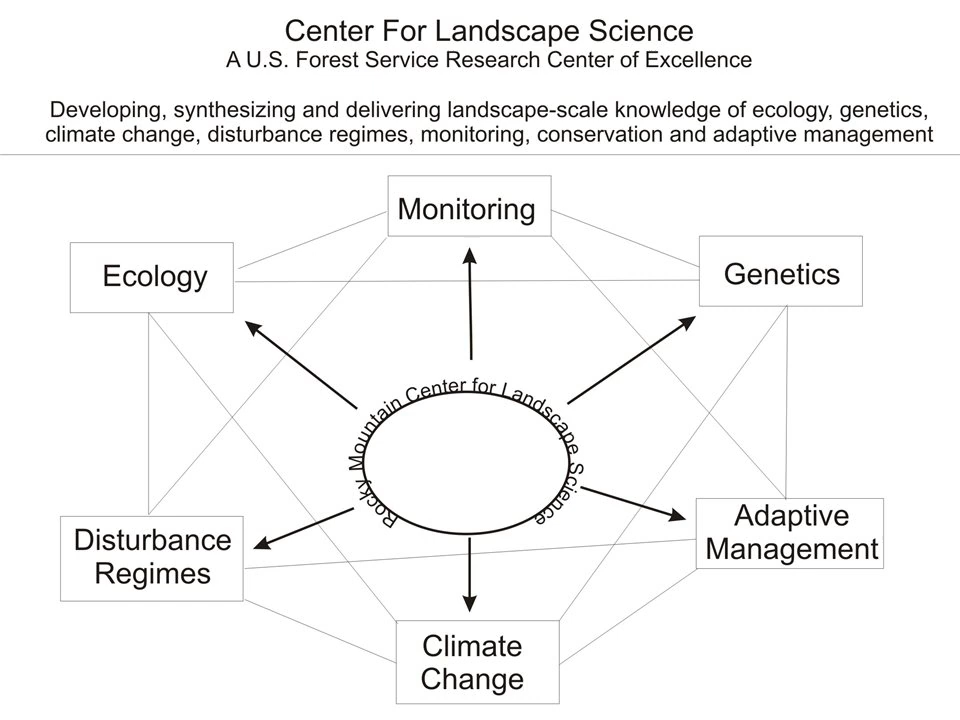 Center For Landscape Science
A U.S. Forest Service Research Center of Excellence
Developing, synthesizing and delivering landscape-scale knowledge of ecology, genetics,
climate change, disturbance regimes, monitoring, conservation and adaptive management
Monitoring
Ecology
Genetics
Rocky Mountain Center for Landscape Science
Disturbance
Regimes
Adaptive
Management
Climate
Change